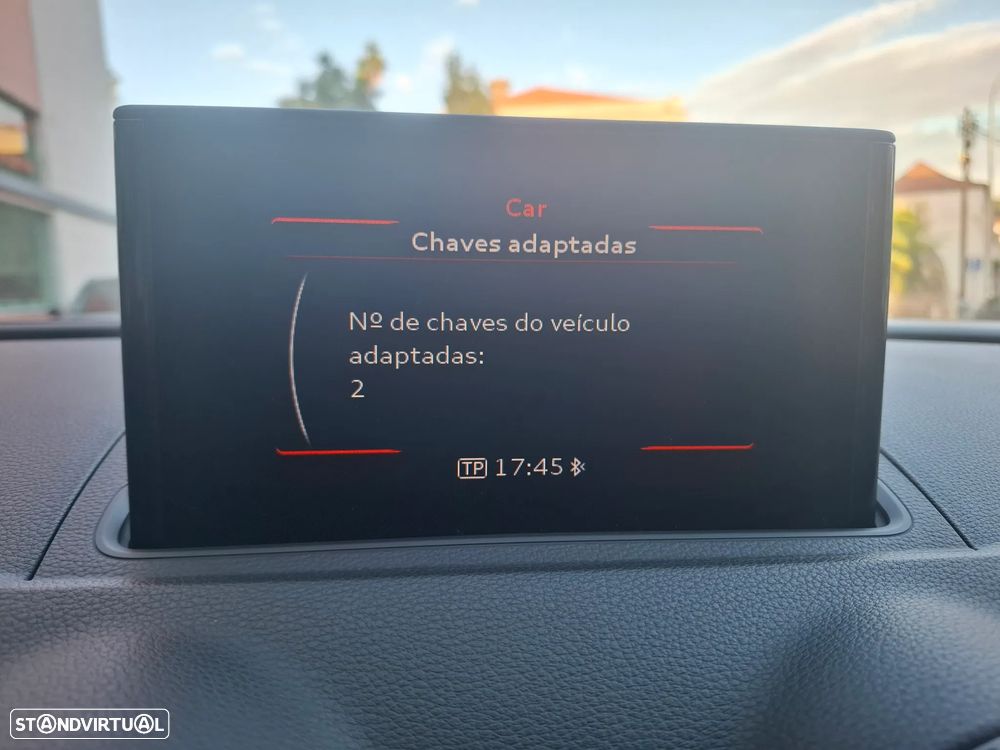 Car
Chaves adaptadas
Nº de chaves do veículo
adaptadas:
2
TP 17:45
STANDVIRTUAL